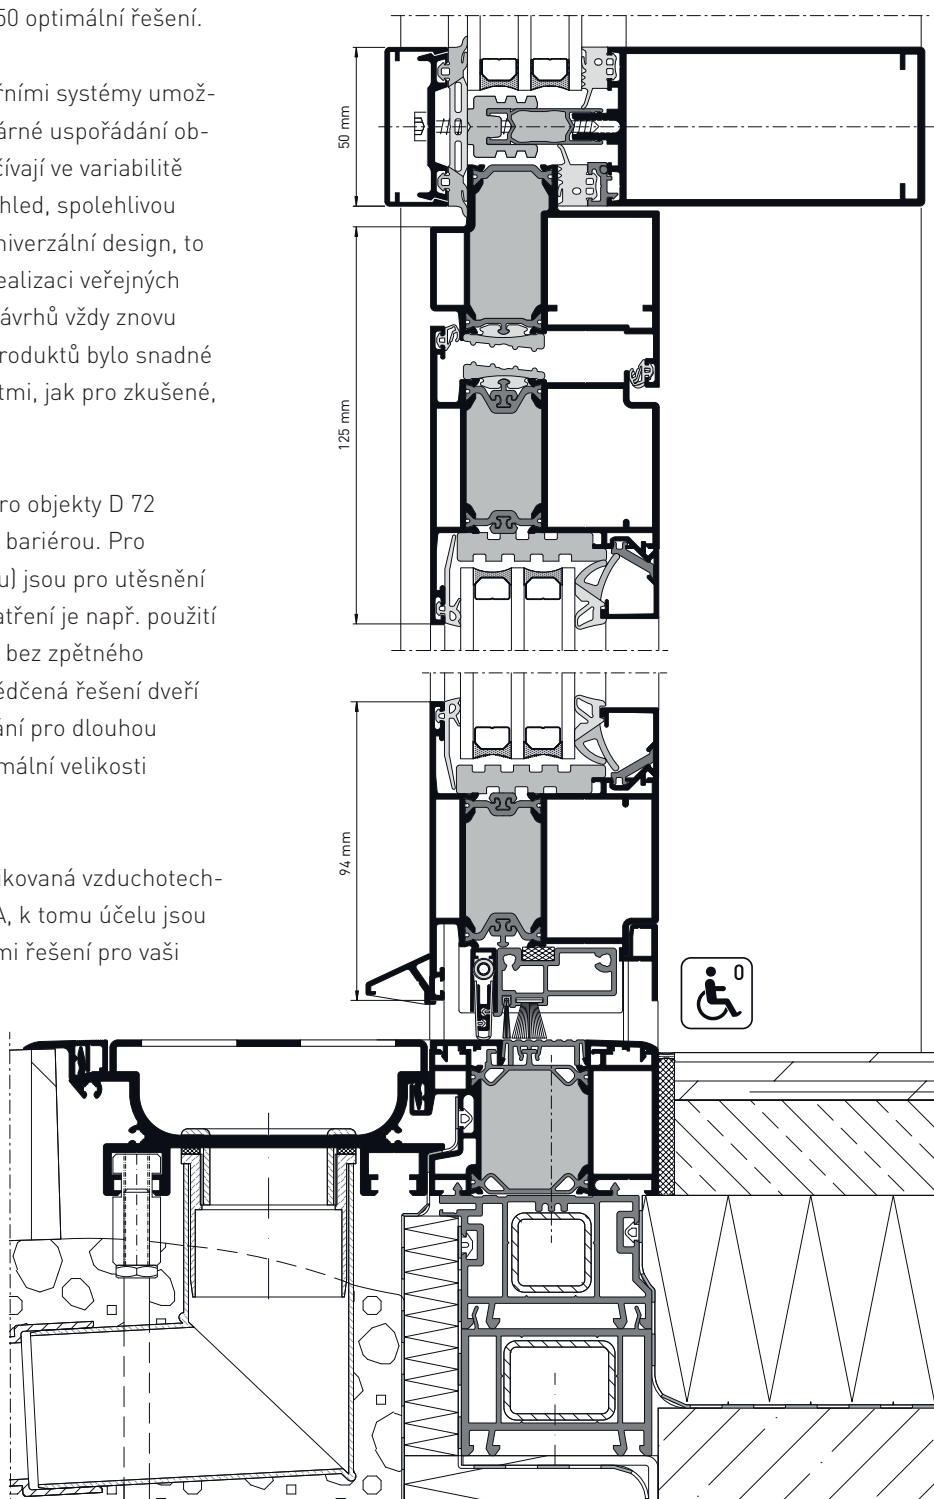 50 optimální řešení.
řními systémy umož-
árné uspořádání ob-
čívají ve variabilitě
hled, spolehlivou
niverzální design, to
ealizaci veřejných
ávrhů vždy znovu
roduktů bylo snadné
tmi, jak pro zkušené,
ro objekty D 72
bariérou. Pro
u) jsou pro utěsnění
atření je např. použití
bez zpětného
ědčená řešení dveří
ání pro dlouhou
mální velikosti
ikovaná vzduchotech-
A, k tomu účelu jsou
mi řešení pro vaši
50 mm
125 mm
94 mm
0